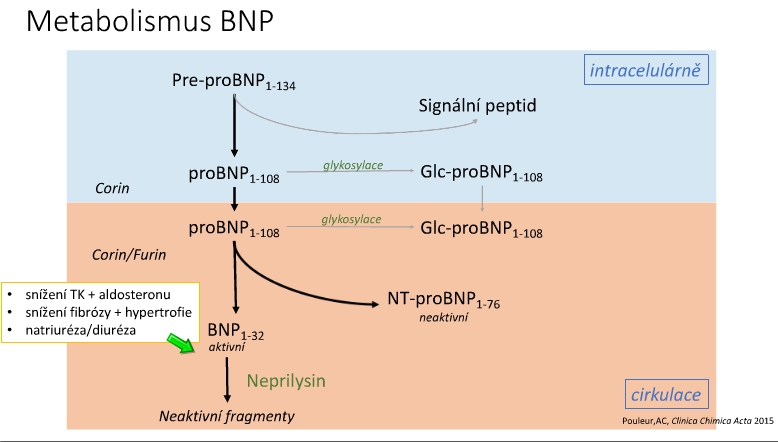 Metabolismus BNP
intracelulárně
Pre-proBNP1-134
Signální peptid
proBNP1-108
glykosylace
Glc-proBNP1-108
Corin
proBNP1-108
glykosylace
Glc-proBNP1-108
Corin/Furin
• snížení TK + aldosteronu
• snížení fibrózy + hypertrofie
• natriuréza/diuréza
NT-proBNP1-76
neaktivní
BNP1-32
aktivní
Neprilysin
Neaktivní fragmenty
cirkulace
Pouleur,AC, Clinica Chimica Acta 2015